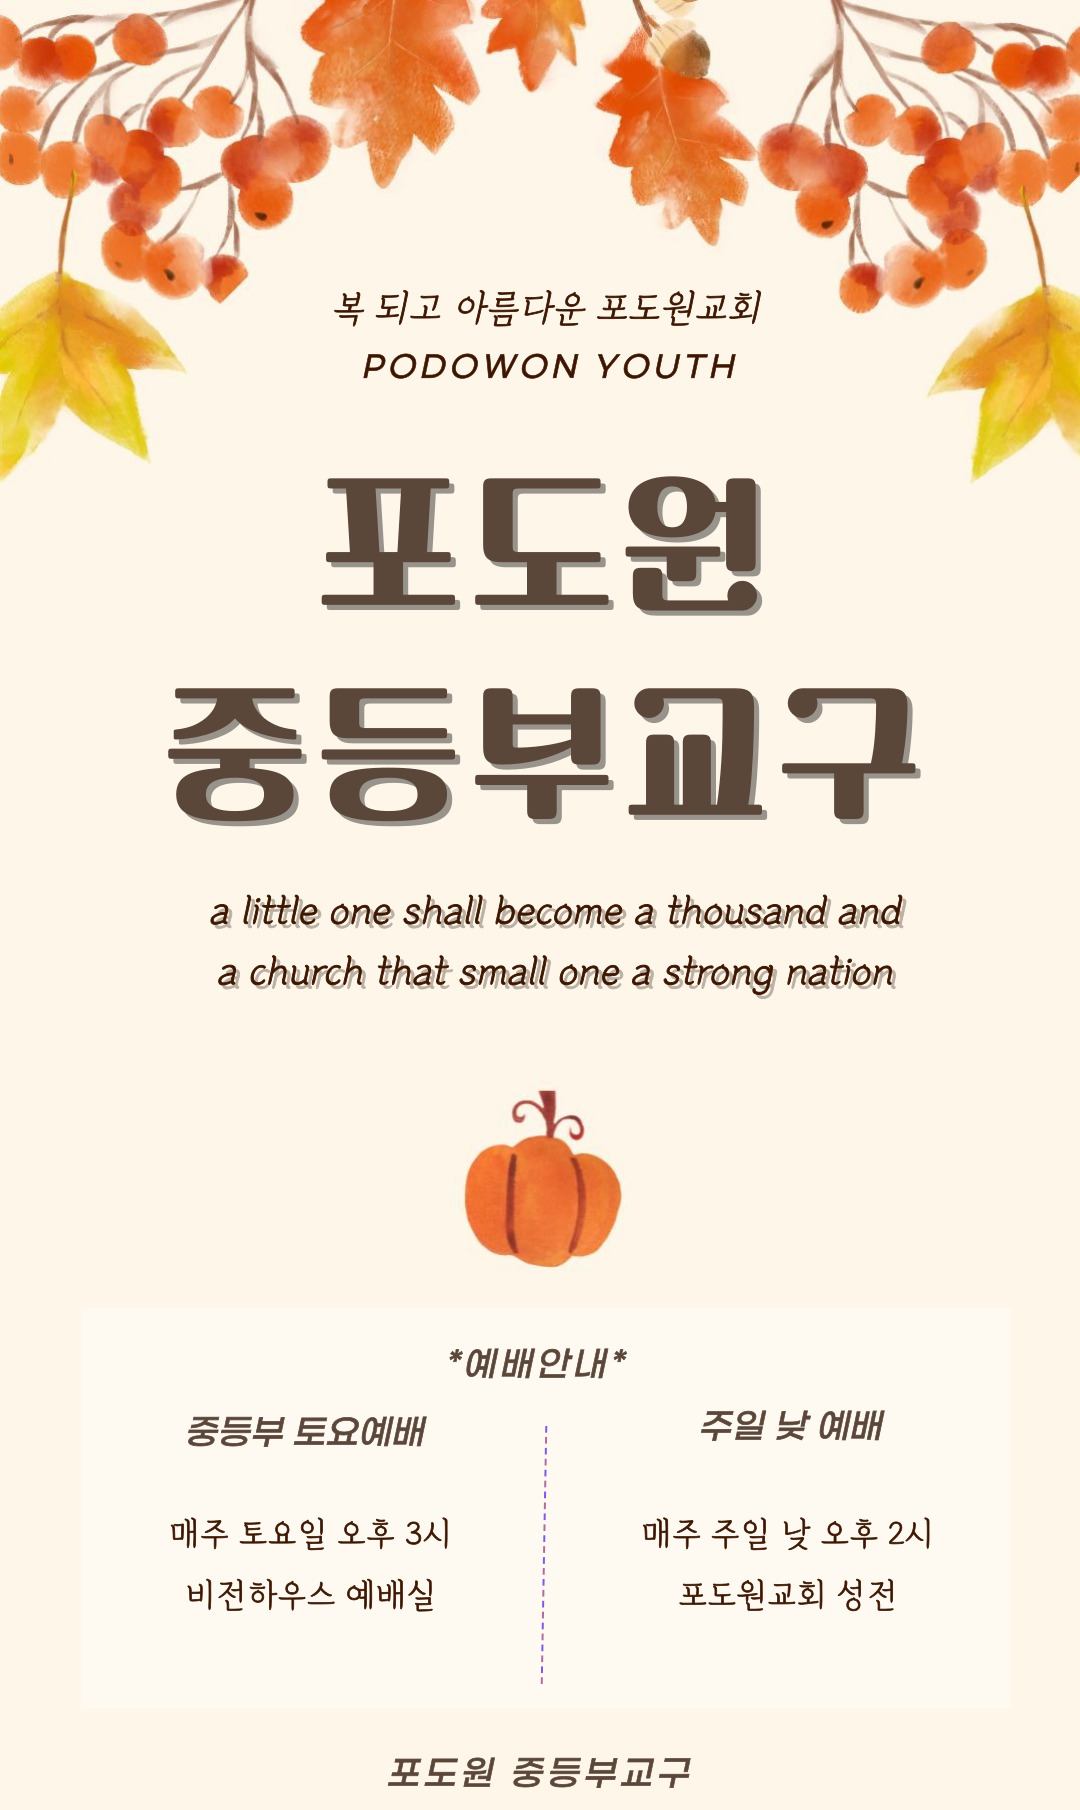 복 되고 아름다운 포도원교회
PODOWON YOUTH
포도원
중등부교구
a little one shall become a thousand and
a church that small one a strong nation
*예배안내*
중등부 토요예배
매주 토요일 오후 3시
비전하우스 예배실
주일 낮 예배
매주 주일 낮 오후 2시
포도원교회 성전
포도원 중등부교구